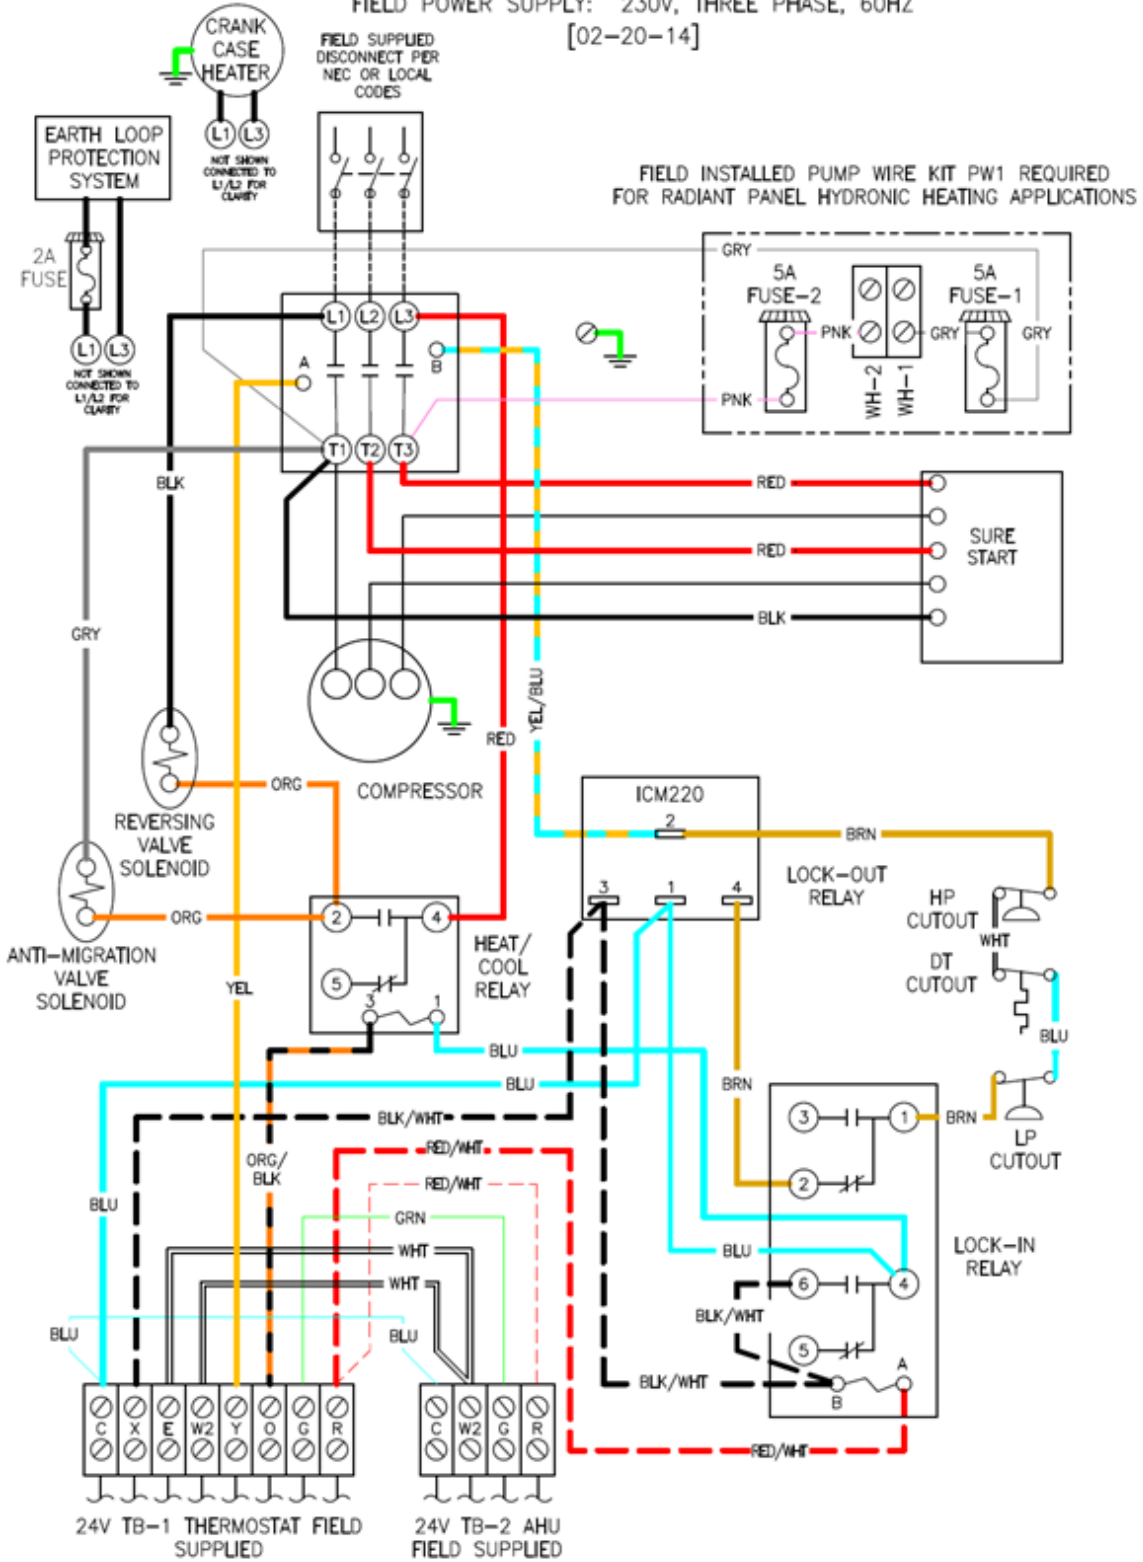 FIELD POWER SUPPLY: 230V, THREE PHASE, 60HZ
[02-20-14]
CRANK
CASE
HEATER
L1 L3
NOT SHOWN
CONNECTED TO
L1/L2 FOR
CLARITY
FIELD SUPPLIED
DISCONNECT PER
NEC OR LOCAL
CODES
EARTH LOOP
PROTECTION
SYSTEM
2A
FUSE
L1 L3
NOT SHOWN
CONNECTED TO
L1/L2 FOR
CLARITY
FIELD INSTALLED PUMP WIRE KIT PW1 REQUIRED
FOR RADIANT PANEL HYDRONIC HEATING APPLICATIONS
GRY
5A
FUSE-2
5A
FUSE-1
PNK
GRY
GRY
WH-2
WH-1
PNK
L1 L2 L3
A
B
T1 T2 T3
BLK
GRY
RED
RED
BLK
SURE
START
YEL/BLU
RED
COMPRESSOR
ORG
REVERSING
VALVE
SOLENOID
ORG
ANTI-MIGRATION
VALVE
SOLENOID
YEL
2
4
5
3
1
HEAT/
COOL
RELAY
ICM220
2
3
1
4
BRN
LOCK-OUT
RELAY
HP
CUTOUT
WHT
DT
CUTOUT
BLU
LP
CUTOUT
BRN
BLU
BLU
BRN
BLK/WHT
RED/WHT
ORG/
BLK
RED/WHT
BLU
GRN
WHT
WHT
BLU
BLU
BLU
3
1
2
6
4
5
A
B
LOCK-IN
RELAY
BLK/WHT
BLK/WHT
RED/WHT
C X E W2 Y O G R
C W2 G R
24V TB-1 THERMOSTAT FIELD
SUPPLIED
24V TB-2 AHU
FIELD SUPPLIED